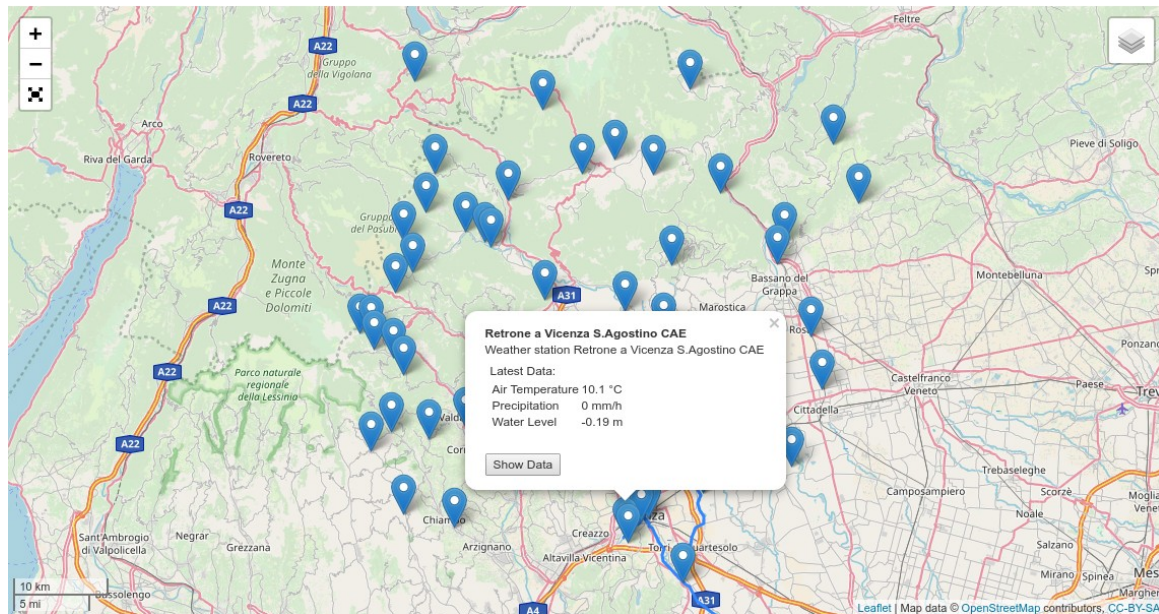 +
−
A22
Gruppo
della Vigolana
Feltre
A22
Arco
Riva del Garda
Rovereto
Pieve di Soligo
A22
Gruppo
del Pasubio
Monte
Zugna
e Piccole
Dolomiti
A22
A31
Bassano del
Grappa
Montebelluna
Marostica
Retrone a Vicenza S.Agostino CAE
×
Weather station Retrone a Vicenza S.Agostino CAE
Latest Data:
Air Temperature 10.1 °C
Precipitation 0 mm/h
Water Level -0.19 m
Show Data
Ponzano
A22
Parco naturale
regionale
della Lessinia
Castelfranco
Veneto
Paese
Cittadella
A22
Trebaseleghe
Camposampiero
Scorzè
Noale
Sant'Ambrogio
di Valpolicella
Negrar
Grezzana
Arzignano
Creazzo
Altavilla Vicentina
Salzano
Mirano
Spinea
10 km
5 mi
A4
A31
Leaflet | Map data © OpenStreetMap contributors, CC-BY-SA